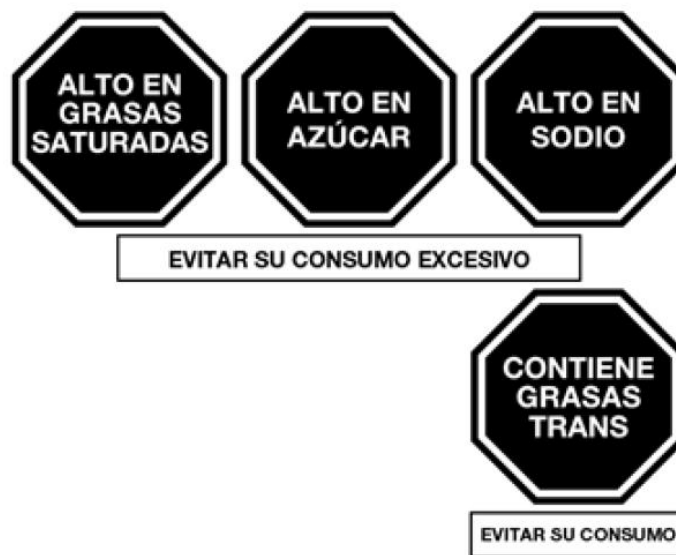 ALTO EN
GRASAS
SATURADAS
ALTO EN
AZÚCAR
ALTO EN
SODIO
EVITAR SU CONSUMO EXCESIVO
CONTIENE
GRASAS
TRANS
EVITAR SU CONSUMO